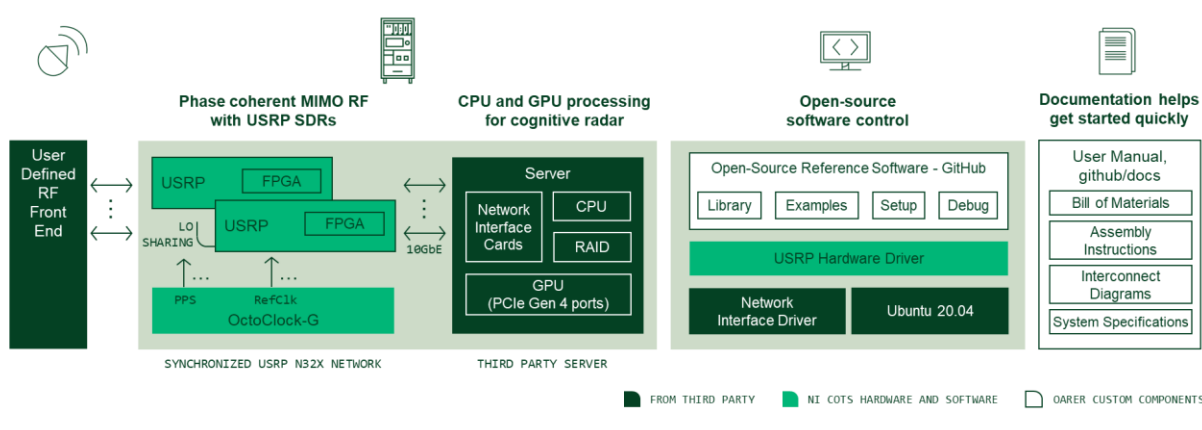 Phase coherent MIMO RF
with USRP SDRs
CPU and GPU processing
for cognitive radar
Open-source
software control
Documentation helps
get started quickly
User
Defined
RF
Front
End
USRP
FPGA
USRP
FPGA
LO
SHARING
PPS
RefClk
OctoClock-G
10GbE
Server
Network
Interface
Cards
CPU
RAID
GPU
(PCIe Gen 4 ports)
Open-Source Reference Software - GitHub
Library
Examples
Setup
Debug
USRP Hardware Driver
Network
Interface Driver
Ubuntu 20.04
User Manual,
github/docs
Bill of Materials
Assembly
Instructions
Interconnect
Diagrams
System Specifications
SYNCHRONIZED USRP N32X NETWORK
THIRD PARTY SERVER
FROM THIRD PARTY
NI COTS HARDWARE AND SOFTWARE
OARER CUSTOM COMPONENTS